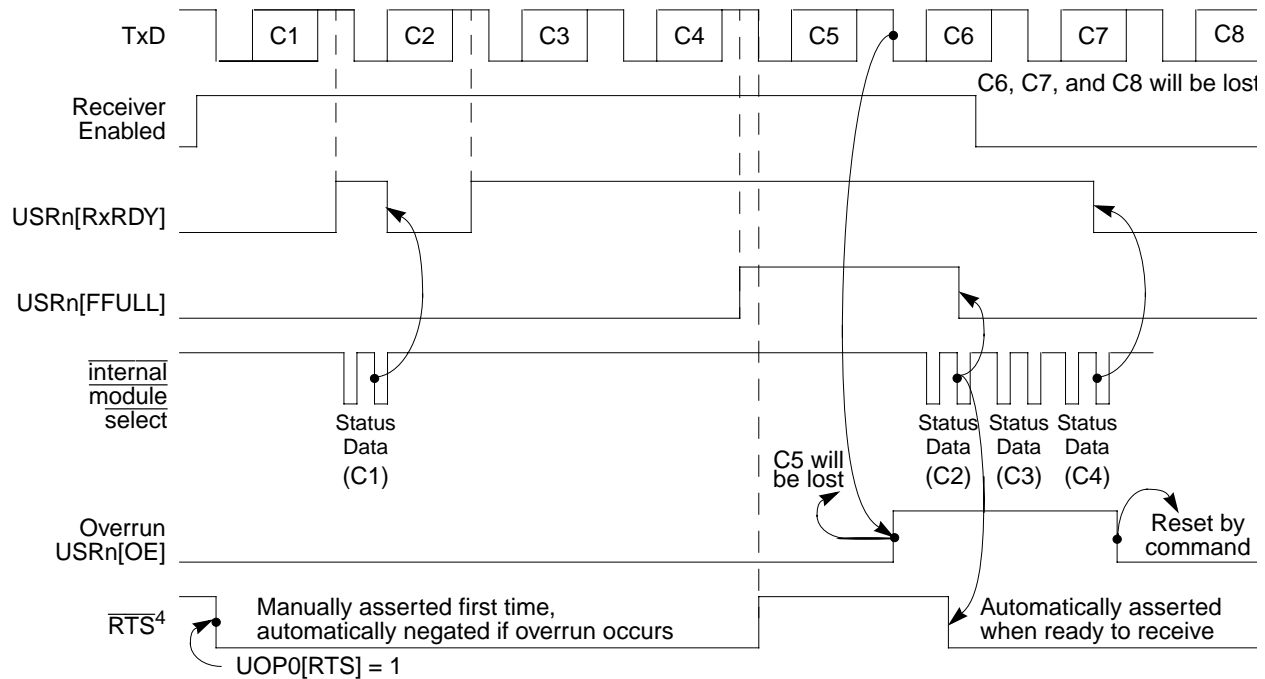 TxD
C1
C2
C3
C4
C5
C6
C7
C8
C6, C7, and C8 will be lost
Receiver
Enabled
USRn[RxRDY]
USRn[FFULL]
internal
module
select
Status
Data
(C1)
Status
Data
(C2)
Status
Data
(C3)
Status
Data
(C4)
C5 will
be lost
Overrun
USRn[OE]
Reset by
command
RTS4
Manually asserted first time,
automatically negated if overrun occurs
Automatically asserted
when ready to receive
UOP0[RTS] = 1